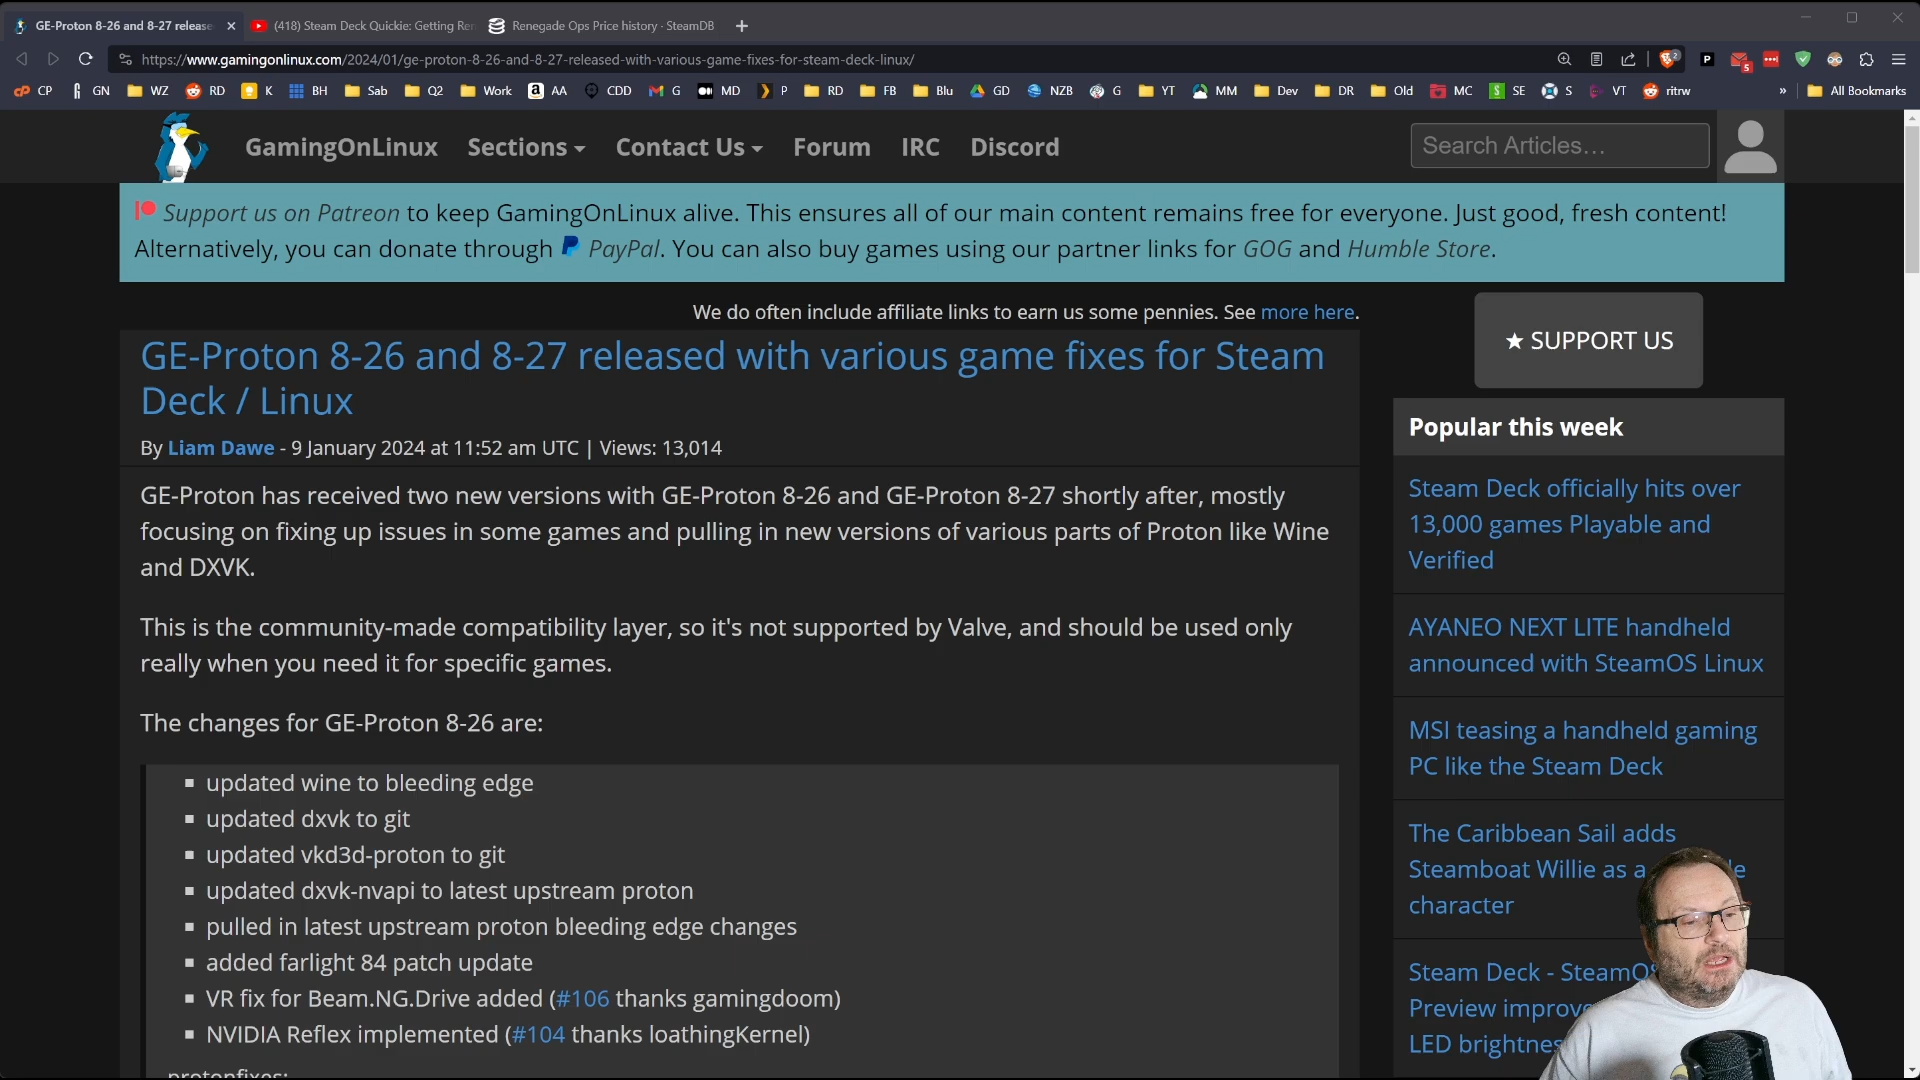 GE-Proton 8-26 and 8-27 release
(418) Steam Deck Quickie: Getting Ren
Renegade Ops Price history · SteamDB
https://www.gamingonlinux.com/2024/01/ge-proton-8-26-and-8-27-released-with-various-game-fixes-for-steam-deck-linux/
CP GN WZ RD K BH Sab Q2 Work AA CDD G MD P RD FB Blu GD NZB G YT MM Dev DR Old MC SE S VT ritrw » All Bookmarks
GamingOnLinux Sections Contact Us Forum IRC Discord
Search Articles…
Support us on Patreon to keep GamingOnLinux alive. This ensures all of our main content remains free for everyone. Just good, fresh content!
Alternatively, you can donate through PayPal. You can also buy games using our partner links for GOG and Humble Store.
We do often include affiliate links to earn us some pennies. See more here.
GE-Proton 8-26 and 8-27 released with various game fixes for Steam
Deck / Linux
By Liam Dawe - 9 January 2024 at 11:52 am UTC | Views: 13,014
GE-Proton has received two new versions with GE-Proton 8-26 and GE-Proton 8-27 shortly after, mostly
focusing on fixing up issues in some games and pulling in new versions of various parts of Proton like Wine
and DXVK.
This is the community-made compatibility layer, so it's not supported by Valve, and should be used only
really when you need it for specific games.
The changes for GE-Proton 8-26 are:
updated wine to bleeding edge
updated dxvk to git
updated vkd3d-proton to git
updated dxvk-nvapi to latest upstream proton
pulled in latest upstream proton bleeding edge changes
added farlight 84 patch update
VR fix for Beam.NG.Drive added (#106 thanks gamingdoom)
NVIDIA Reflex implemented (#104 thanks loathingKernel)
protonfixes:
★ SUPPORT US
Popular this week
Steam Deck officially hits over
13,000 games Playable and
Verified
AYANEO NEXT LITE handheld
announced with SteamOS Linux
MSI teasing a handheld gaming
PC like the Steam Deck
The Caribbean Sail adds
Steamboat Willie as a
character
Steam Deck - SteamOS
Preview improve
LED brightness